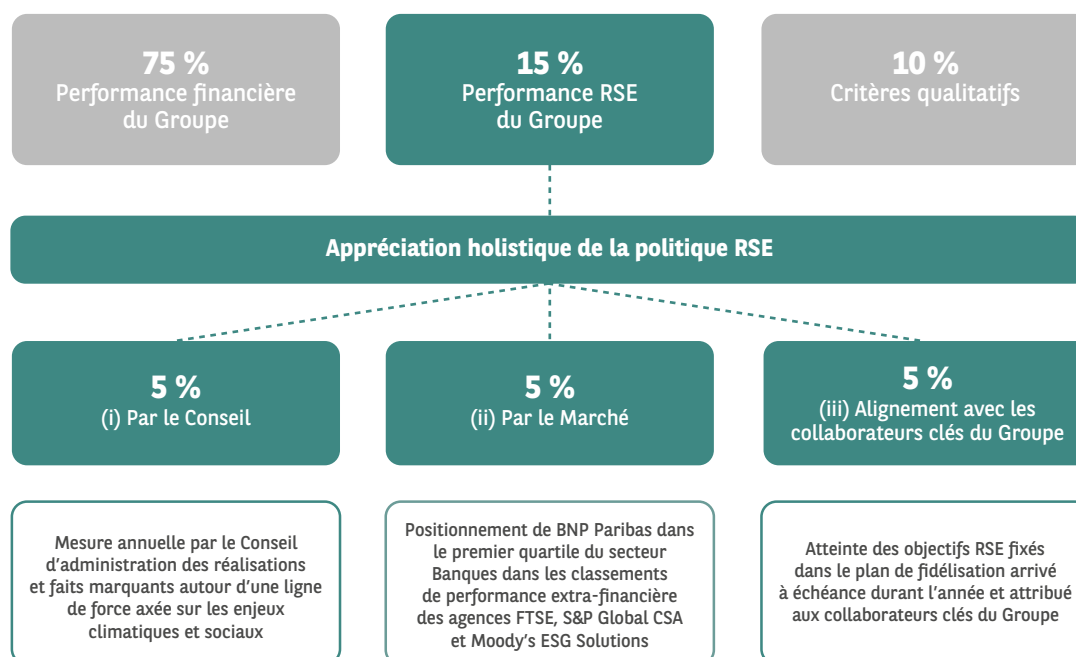 75 %
Performance financière
du Groupe
15 %
Performance RSE
du Groupe
10 %
Critères qualitatifs
Appréciation holistique de la politique RSE
5 %
(i) Par le Conseil
5 %
(ii) Par le Marché
5 %
(iii) Alignement avec les
collaborateurs clés du Groupe
Mesure annuelle par le Conseil
d’administration des réalisations
et faits marquants autour d’une ligne
de force axée sur les enjeux
climatiques et sociaux
Positionnement de BNP Paribas dans
le premier quartile du secteur
Banques dans les classements
de performance extra-financière
des agences FTSE, S&P Global CSA
et Moody’s ESG Solutions
Atteinte des objectifs RSE fixés
dans le plan de fidélisation arrivé
à échéance durant l’année et attribué
aux collaborateurs clés du Groupe